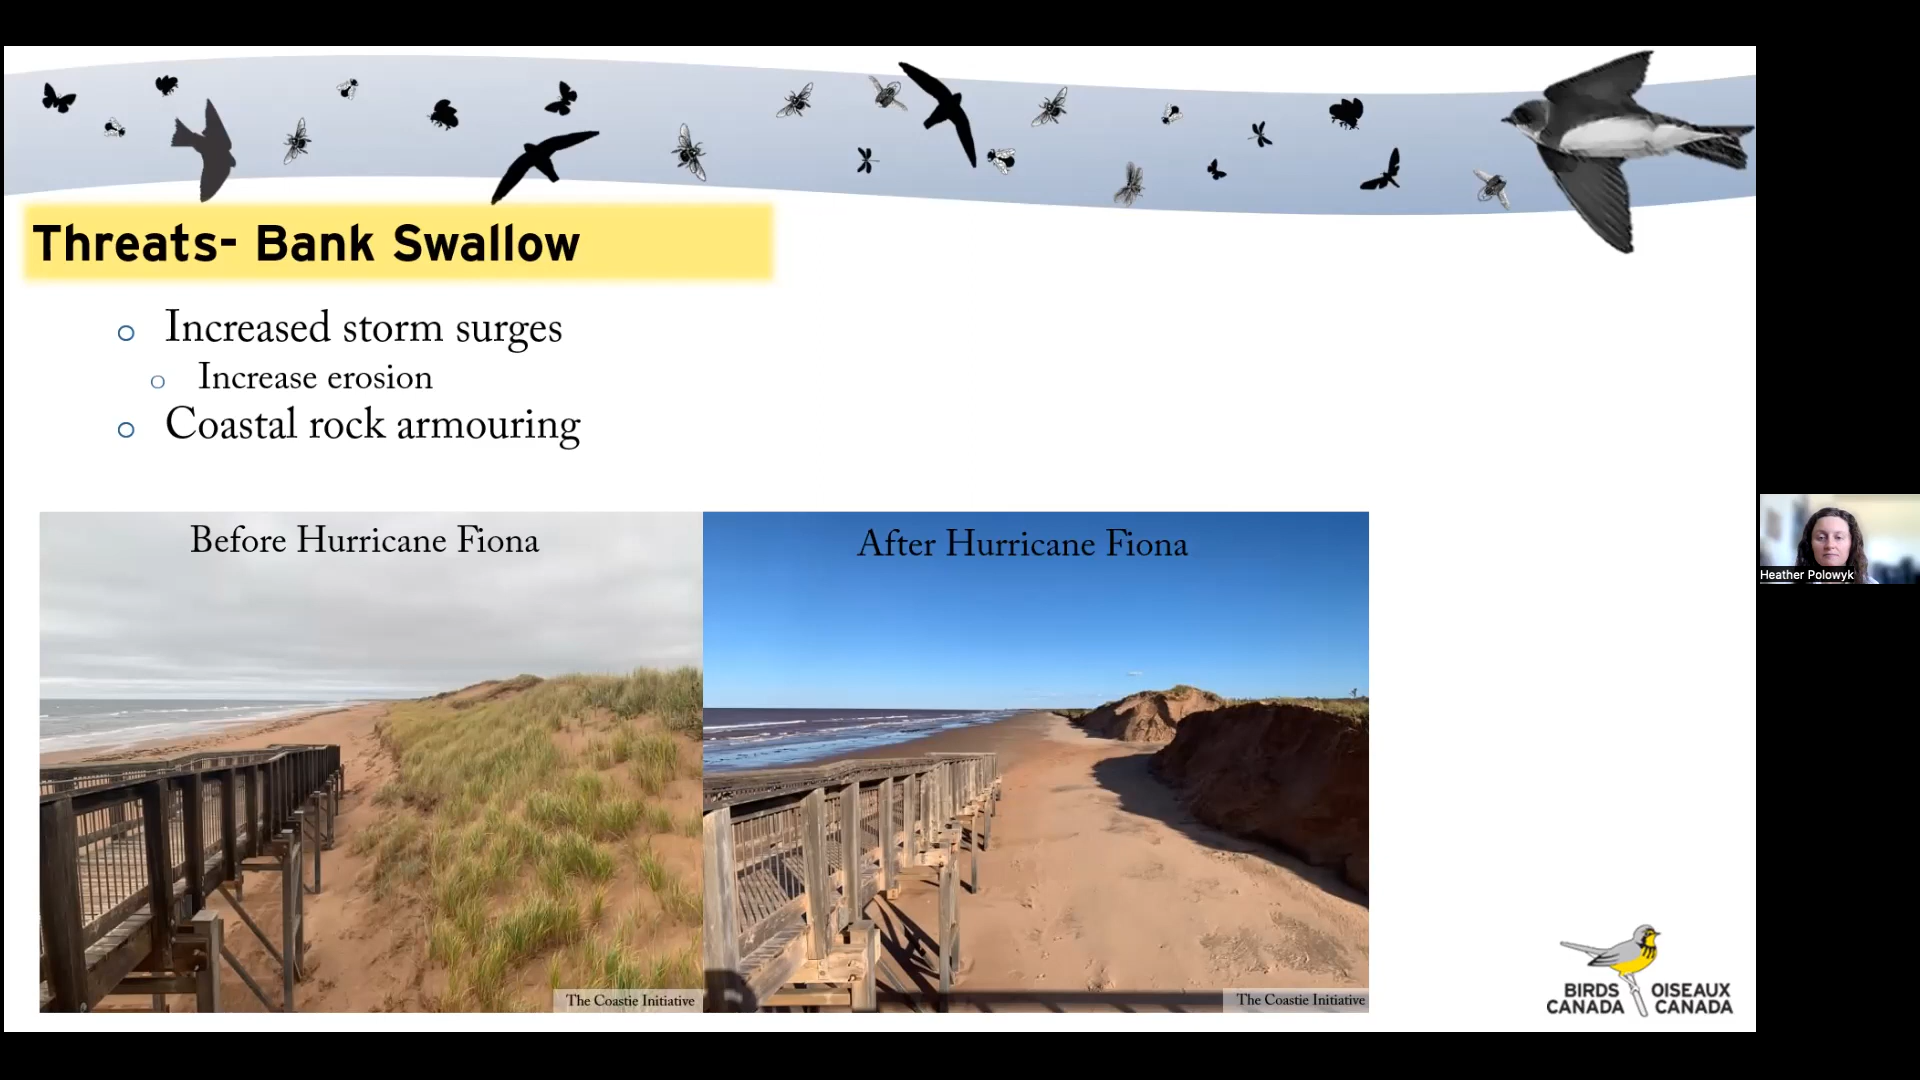 Threats- Bank Swallow
Increased storm surges
Increase erosion
Coastal rock armouring
Before Hurricane Fiona
After Hurricane Fiona
The Coastie Initiative
The Coastie Initiative
Heather Polowyk
BIRDS CANADA
OISEAUX CANADA